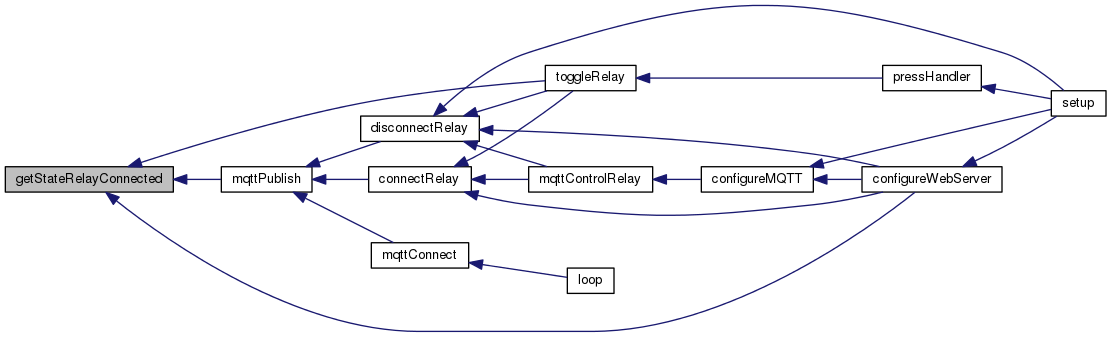 toggleRelay
pressHandler
setup
disconnectRelay
getStateRelayConnected
mqttPublish
connectRelay
mqttControlRelay
configureMQTT
configureWebServer
mqttConnect
loop